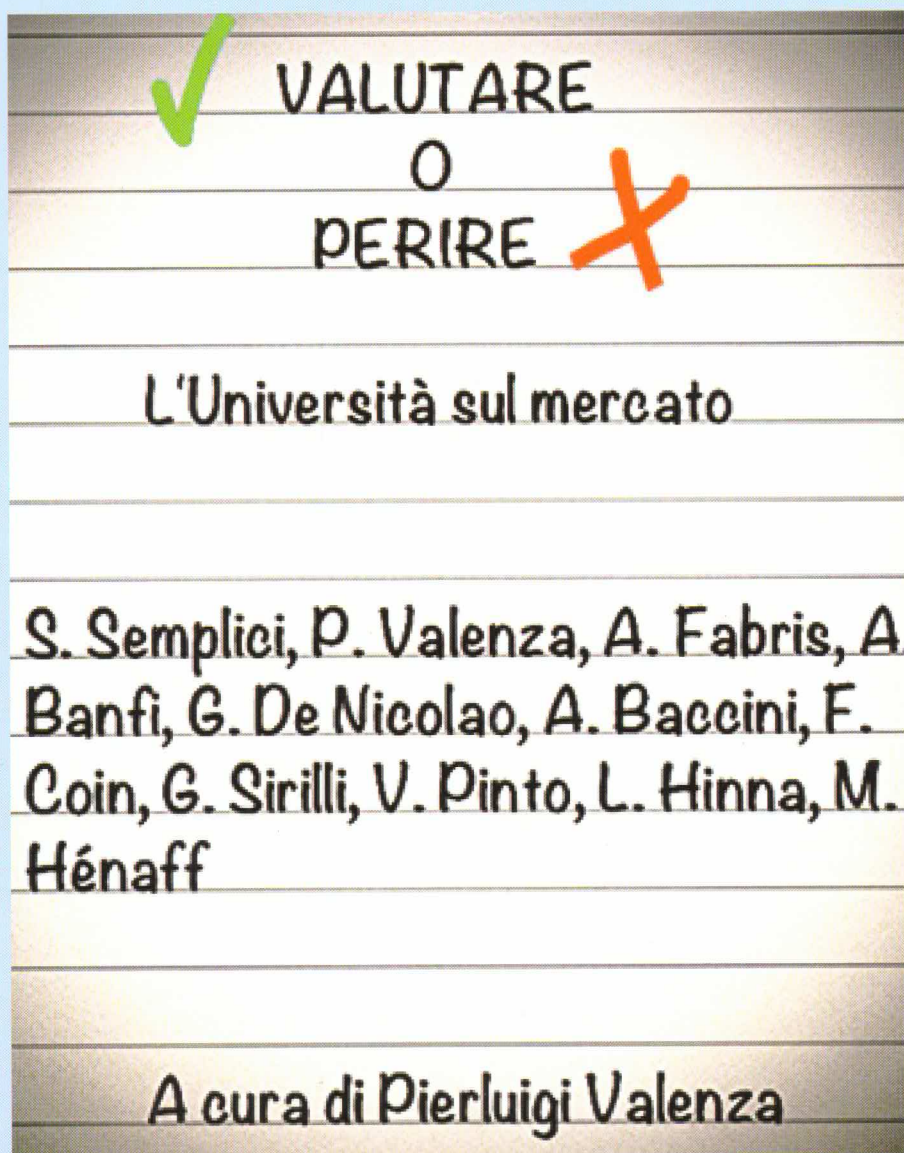 VALUTARE
O
PERIRE
L'Università sul mercato
S. Semplici, P. Valenza, A. Fabris, A
Banfi, G. De Nicolao, A. Baccini, F.
Coin, G. Sirilli, V. Pinto, L. Hinna, M.
Hénaff
A cura di Pierluigi Valenza